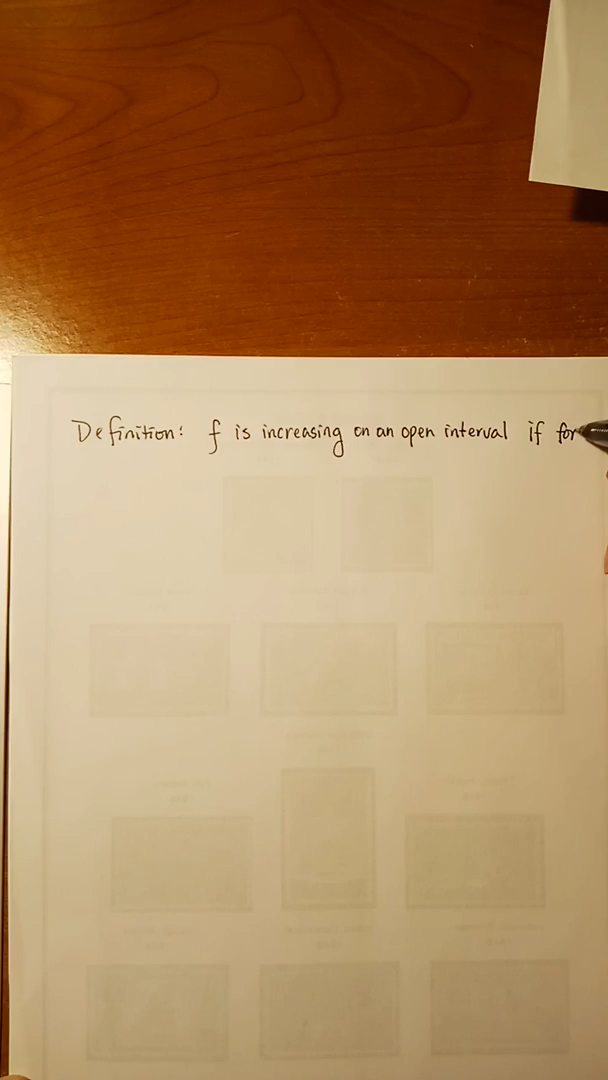 Definition: f is increasing on an open interval if for